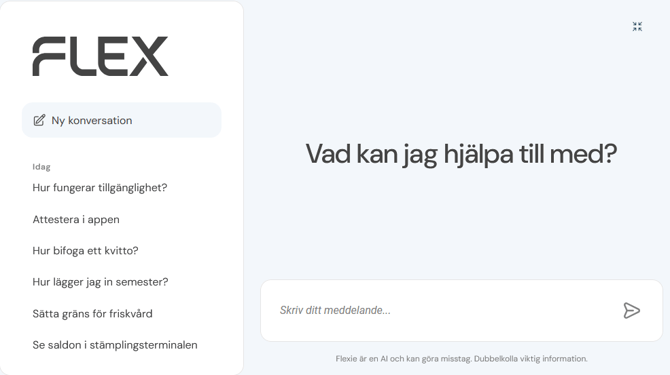 FLEX
Ny konversation
Idag
Hur fungerar tillgänglighet?
Attestera i appen
Hur bifoga ett kvitto?
Hur lägger jag in semester?
Sätta gräns för friskvård
Se saldon i stämplingsterminalen
Vad kan jag hjälpa till med?
Skriv ditt meddelande...
Flexie är en AI och kan göra misstag. Dubbelkolla viktig information.